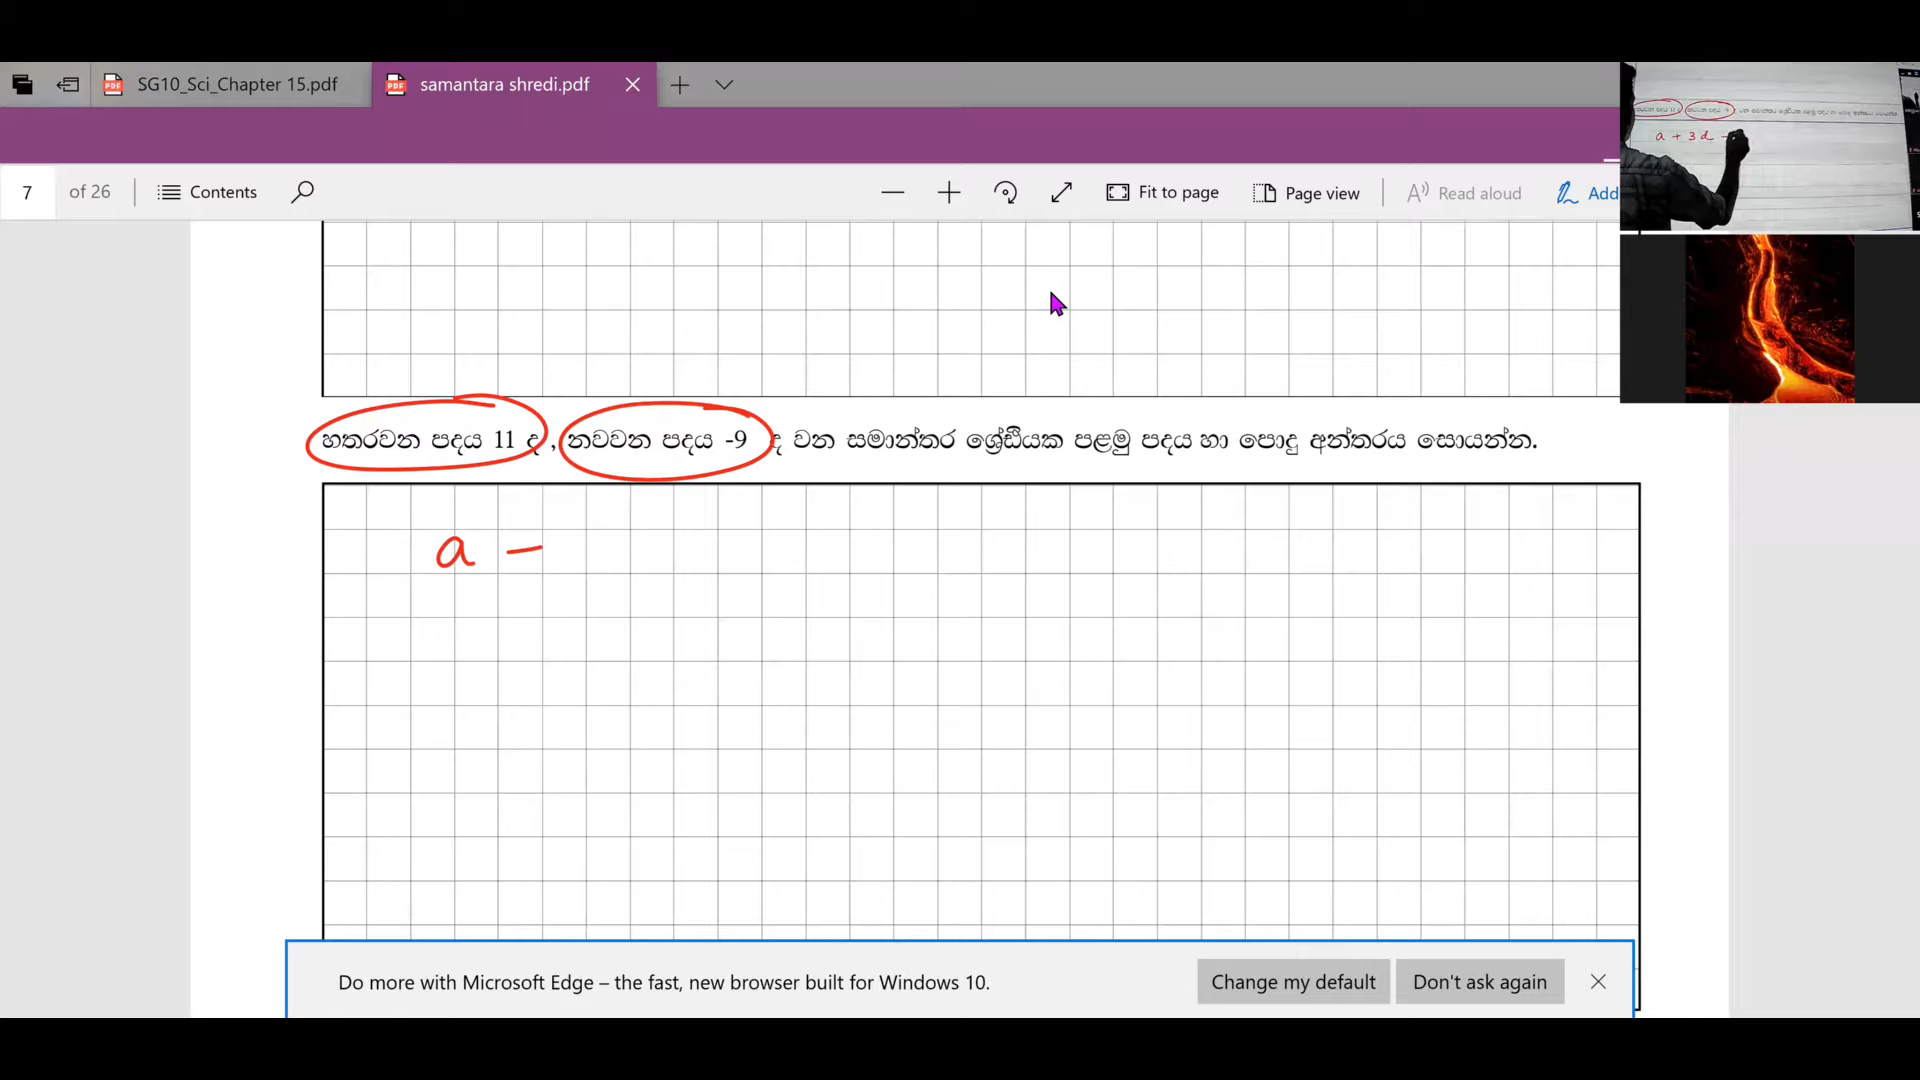 SG10_Sci_Chapter 15.pdf
samantara shredi.pdf
7 of 26
Contents
Fit to page
Page view
Read aloud
Add
a + 3d -
හතරවන පදය 11 ද , නවවන පදය -9 ද වන සමාන්තර ශ්‍රේඪියක පළමු පදය හා පොදු අන්තරය සොයන්න.
a –
Do more with Microsoft Edge – the fast, new browser built for Windows 10.
Change my default
Don't ask again